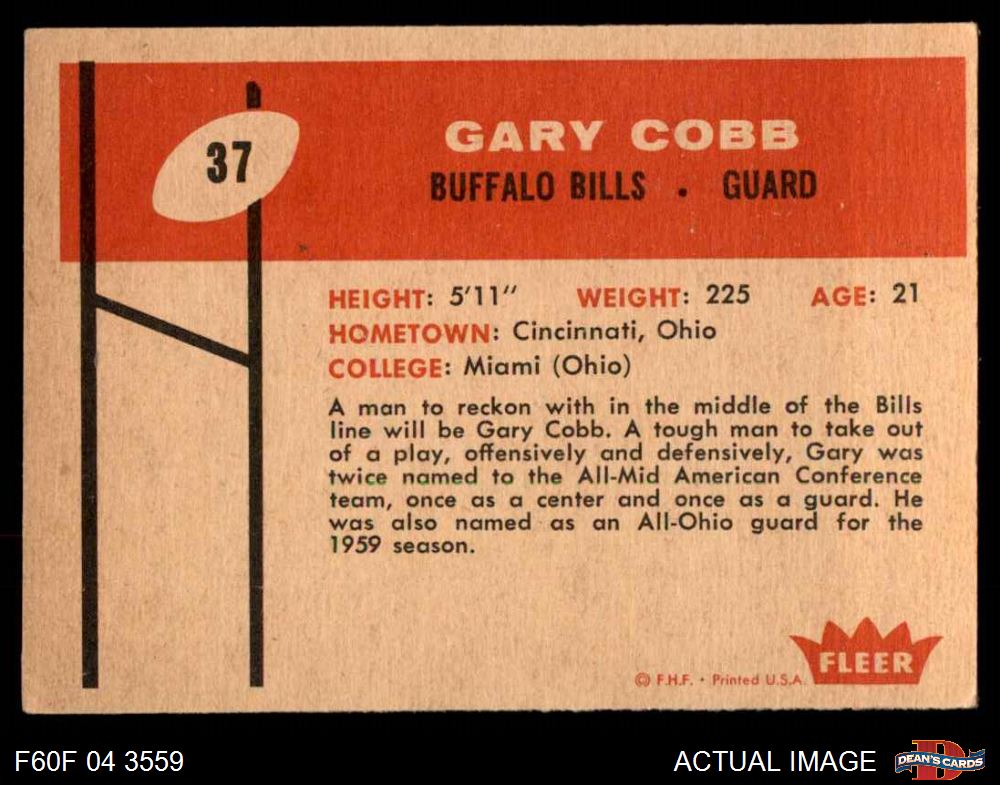 37
GARY COBB
BUFFALO BILLS . GUARD
HEIGHT: 5'11" WEIGHT: 225 AGE: 21
HOMETOWN: Cincinnati, Ohio
COLLEGE: Miami (Ohio)
A man to reckon with in the middle of the Bills
line will be Gary Cobb. A tough man to take out
of a play, offensively and defensively, Gary was
twice named to the All-Mid American Conference
team, once as a center and once as a guard. He
was also named as an All-Ohio guard for the
1959 season.
FLEER
© F.H.F. • Printed U.S.A.
F60F 04 3559 ACTUAL IMAGE D DEAN'S CARDS